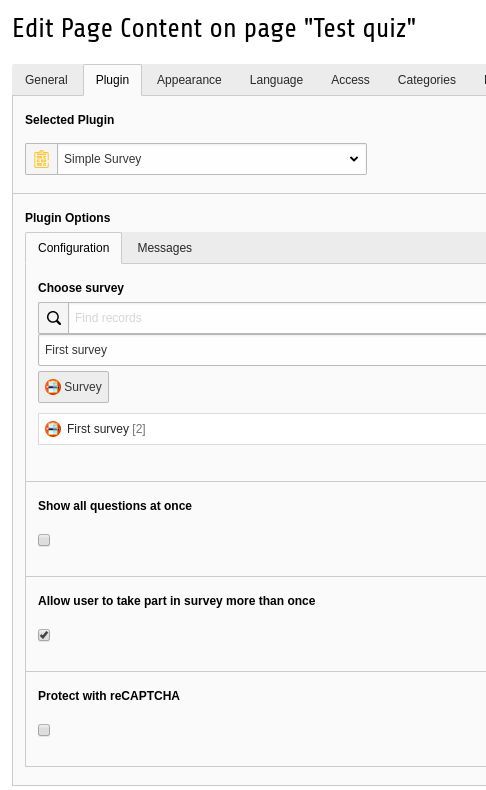 Edit Page Content on page "Test quiz"
General Plugin Appearance Language Access Categories
Selected Plugin
Simple Survey
Plugin Options
Configuration Messages
Choose survey
Find records
First survey
Survey
First survey [2]
Show all questions at once
Allow user to take part in survey more than once
Protect with reCAPTCHA